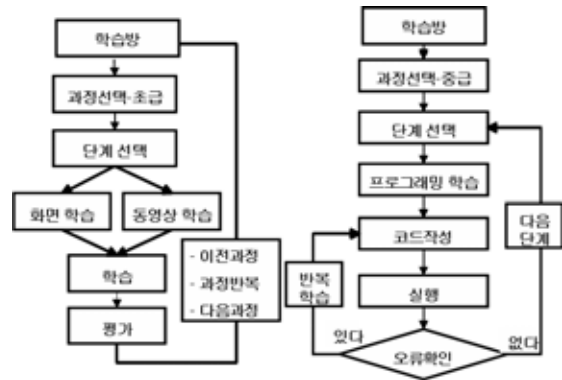 학습방
과정선택-초급
단계 선택
화면 학습
동영상 학습
학습
평가
- 이전과정
- 과정반복
- 다음과정
학습방
과정선택-중급
단계 선택
프로그래밍 학습
코드작성
실행
오류확인
있다
없다
반복
학습
다음
단계